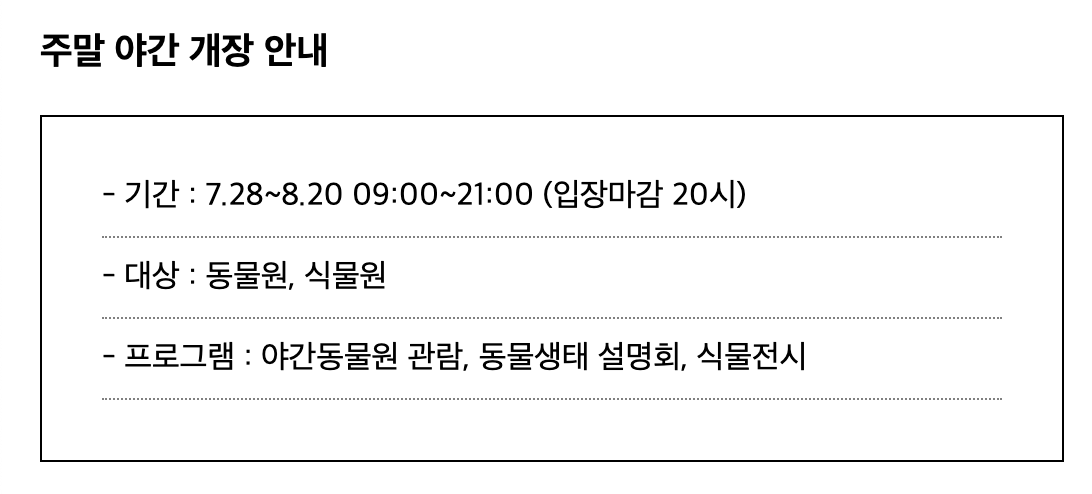 주말 야간 개장 안내
- 기간 : 7.28~8.20 09:00~21:00 (입장마감 20시)
- 대상 : 동물원, 식물원
- 프로그램 : 야간동물원 관람, 동물생태 설명회, 식물전시